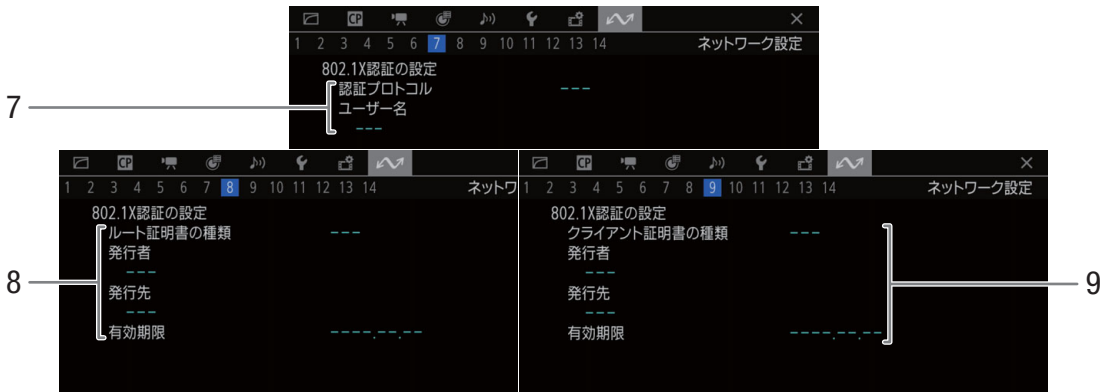 CP
1 2 3 4 5 6 7 8 9 10 11 12 13 14 ネットワーク設定
802.1X認証の設定
認証プロトコル ---
ユーザー名
---
7
CP
1 2 3 4 5 6 7 8 9 10 11 12 13 14 ネットワ
802.1X認証の設定
ルート証明書の種類 ---
発行者
---
発行先
---
有効期限 ----.--.--
8
CP
1 2 3 4 5 6 7 8 9 10 11 12 13 14 ネットワーク設定
802.1X認証の設定
クライアント証明書の種類 ---
発行者
---
発行先
---
有効期限 ----.--.--
9